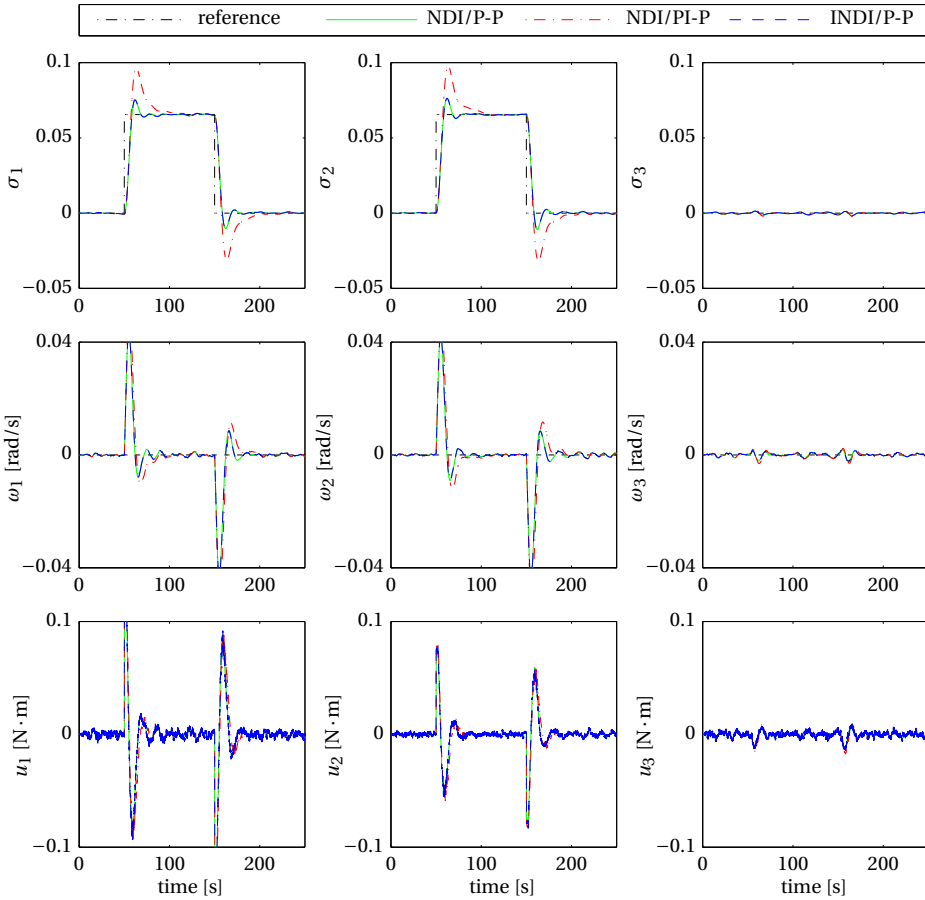 reference NDI/P-P NDI/PI-P INDI/P-P
0.1 0.1 0.1
0.05 0.05 0.05
σ1 σ2 σ3
0 0 0
−0.05 −0.05 −0.05
0 100 200 0 100 200 0 100 200
0.04 0.04 0.04
ω1 [rad/s] ω2 [rad/s] ω3 [rad/s]
0 0 0
−0.04 −0.04 −0.04
0 100 200 0 100 200 0 100 200
0.1 0.1 0.1
u1 [N · m] u2 [N · m] u3 [N · m]
0 0 0
−0.1 −0.1 −0.1
0 100 200 0 100 200 0 100 200
time [s] time [s] time [s]